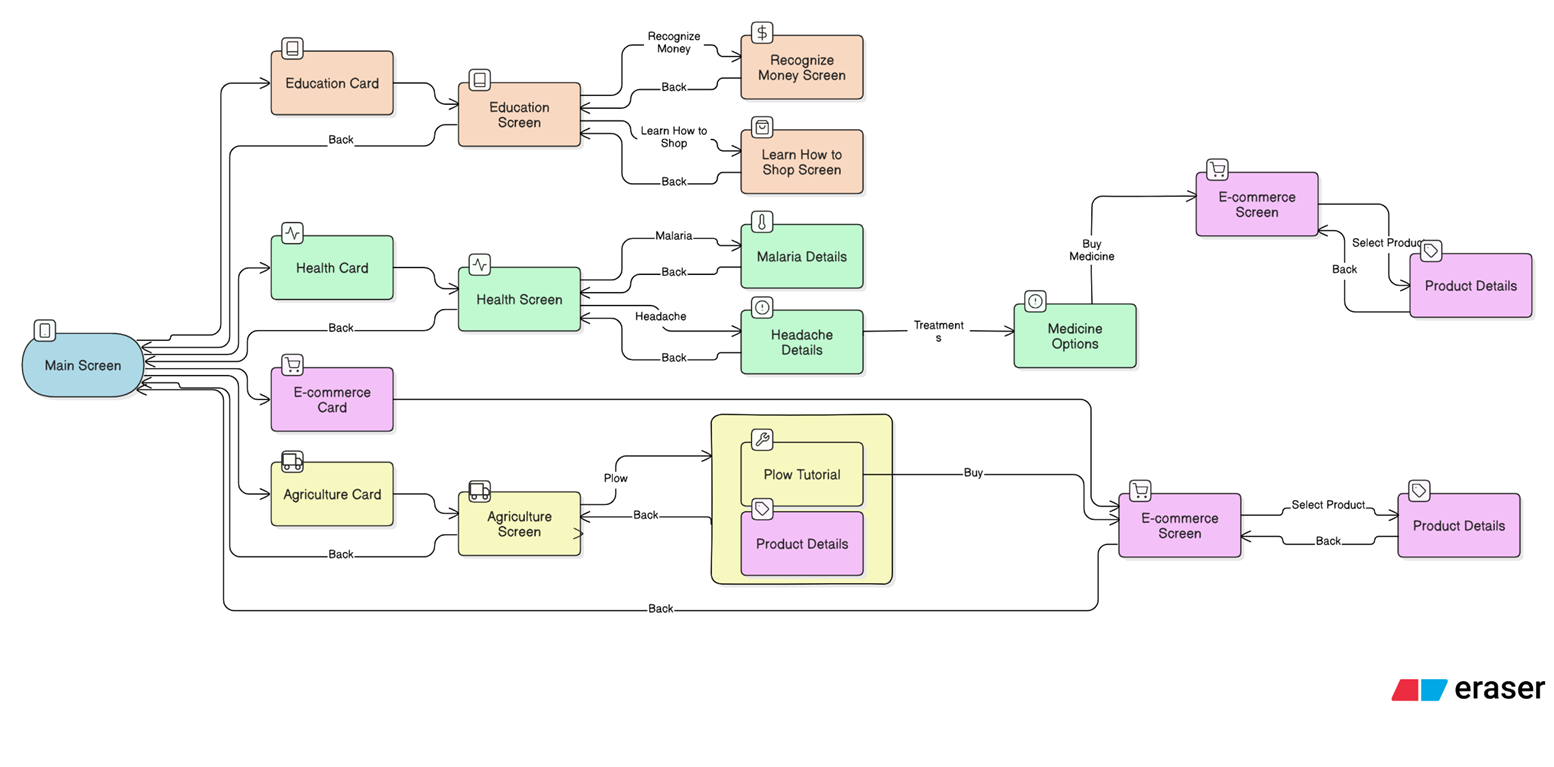 Recognize
Money
Recognize
Money Screen
Education Card
Back
Education
Screen
Back
Learn How to
Shop
Learn How to
Shop Screen
Back
E-commerce
Screen
Malaria
Buy
Medicine
Select Produc
Health Card
Malaria Details
Back
Back
Product Details
Health Screen
Headache
Back
Headache
Details
Treatment
s
Medicine
Options
Back
Main Screen
E-commerce
Card
Plow
Plow Tutorial
Buy
Agriculture Card
Select Product
Agriculture
Screen
Back
E-commerce
Screen
Product Details
Product Details
Back
Back
Back
eraser